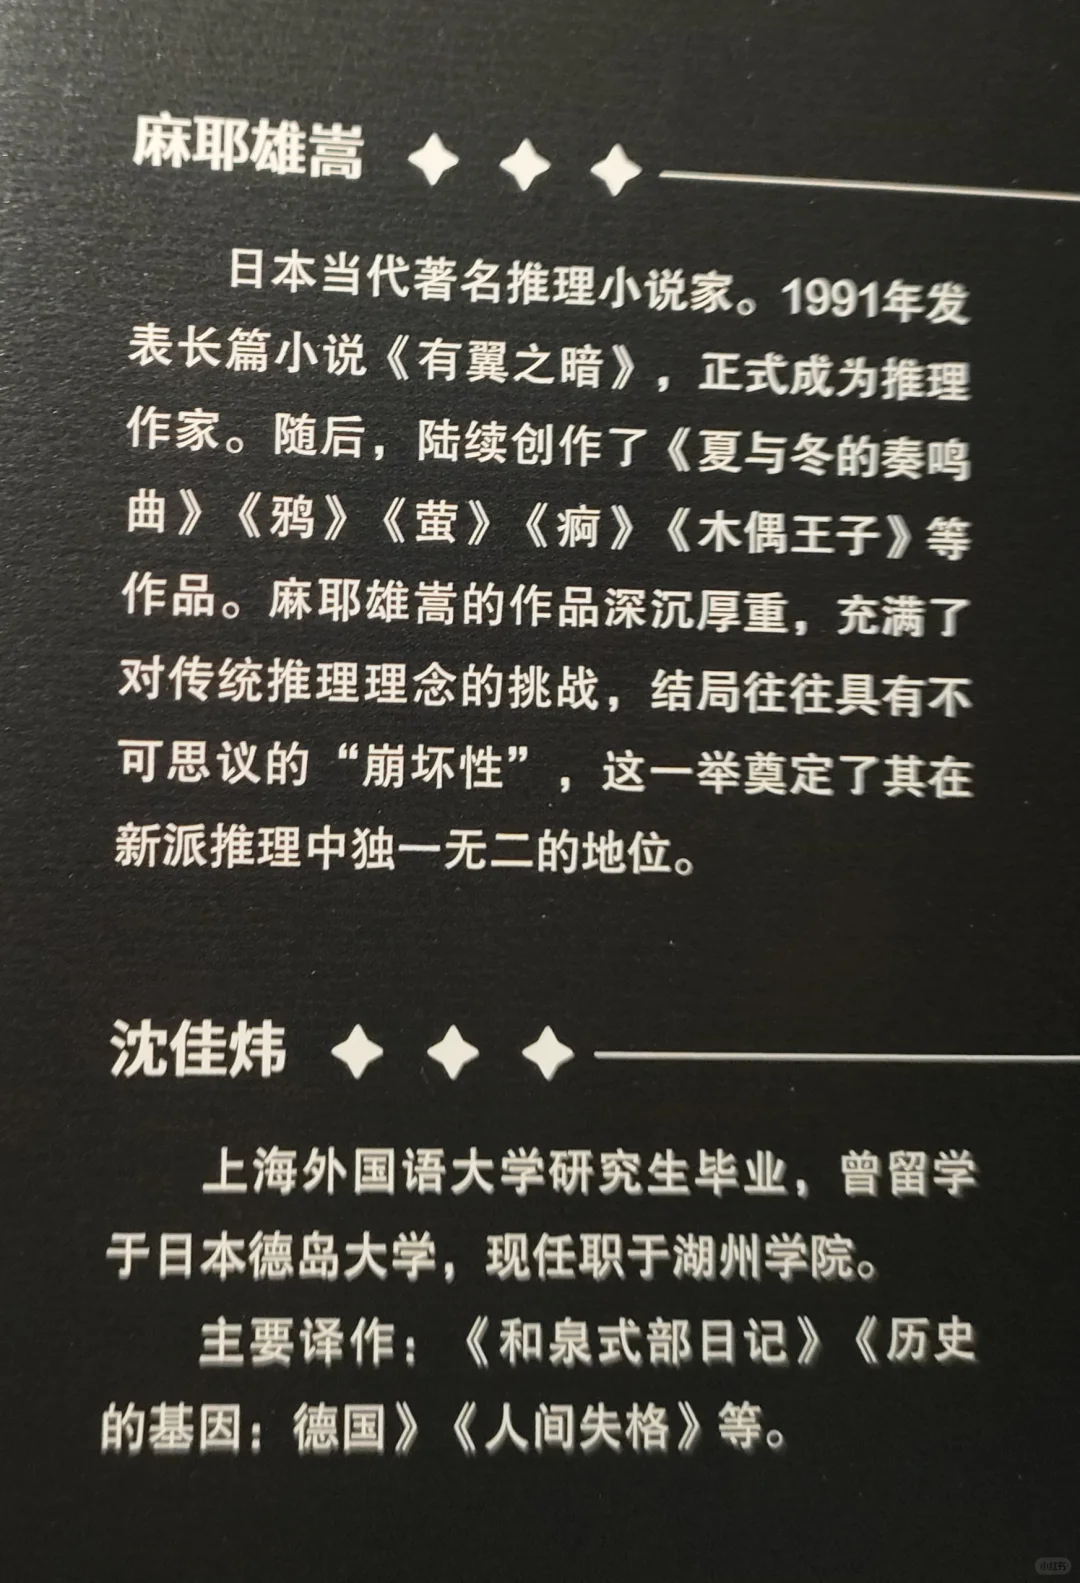 麻耶雄嵩
日本当代著名推理小说家。1991年发
表长篇小说《有翼之暗》，正式成为推理
作家。随后，陆续创作了《夏与冬的奏鸣
曲》《鸦》《萤》《痾》《木偶王子》等
作品。麻耶雄嵩的作品深沉厚重，充满了
对传统推理理念的挑战，结局往往具有不
可思议的“崩坏性”，这一举奠定了其在
新派推理中独一无二的地位。
沈佳炜
上海外国语大学研究生毕业，曾留学
于日本德岛大学，现任职于湖州学院。
主要译作：《和泉式部日记》《历史
的基因：德国》《人间失格》等。
小红书